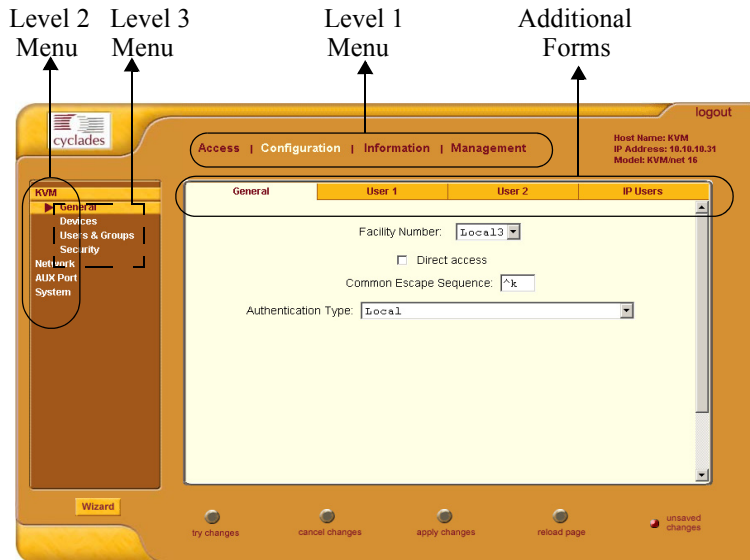 Level 2 Menu
Level 3 Menu
Level 1 Menu
Additional Forms
logout
cyclades
Access | Configuration | Information | Management
Host Name: KVM
IP Address: 10.10.10.31
Model: KVM/net 16
KVM
General
Devices
Users & Groups
Security
Network
AUX Port
System
General
User 1
User 2
IP Users
Facility Number: Local3
Direct access
Common Escape Sequence: ^k
Authentication Type: Local
Wizard
try changes
cancel changes
apply changes
reload page
unsaved changes